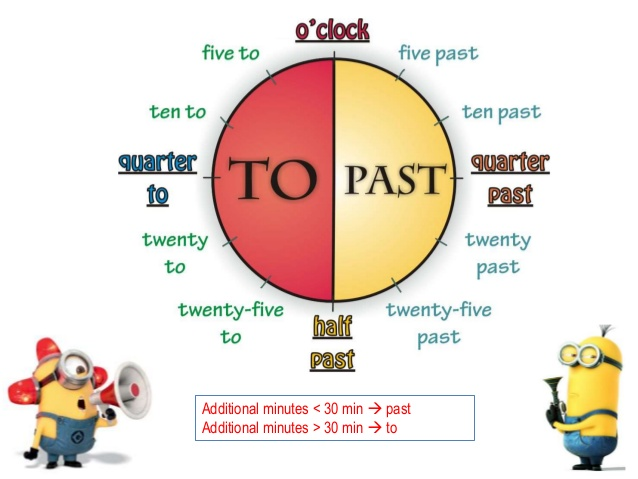 o'clock
five to
five past
ten to
ten past
quarter
to
quarter
past
TO
PAST
twenty
to
twenty
past
twenty-five
to
twenty-five
past
half
past
Additional minutes < 30 min → past
Additional minutes > 30 min → to